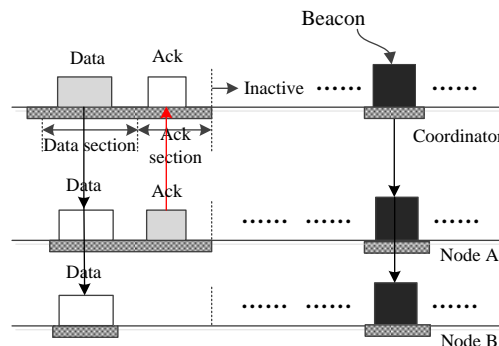 Beacon
Data
Ack
Inactive
......
......
Coordinator
Data section
Ack section
Data
Ack
......
......
......
Node A
Data
......
......
......
Node B